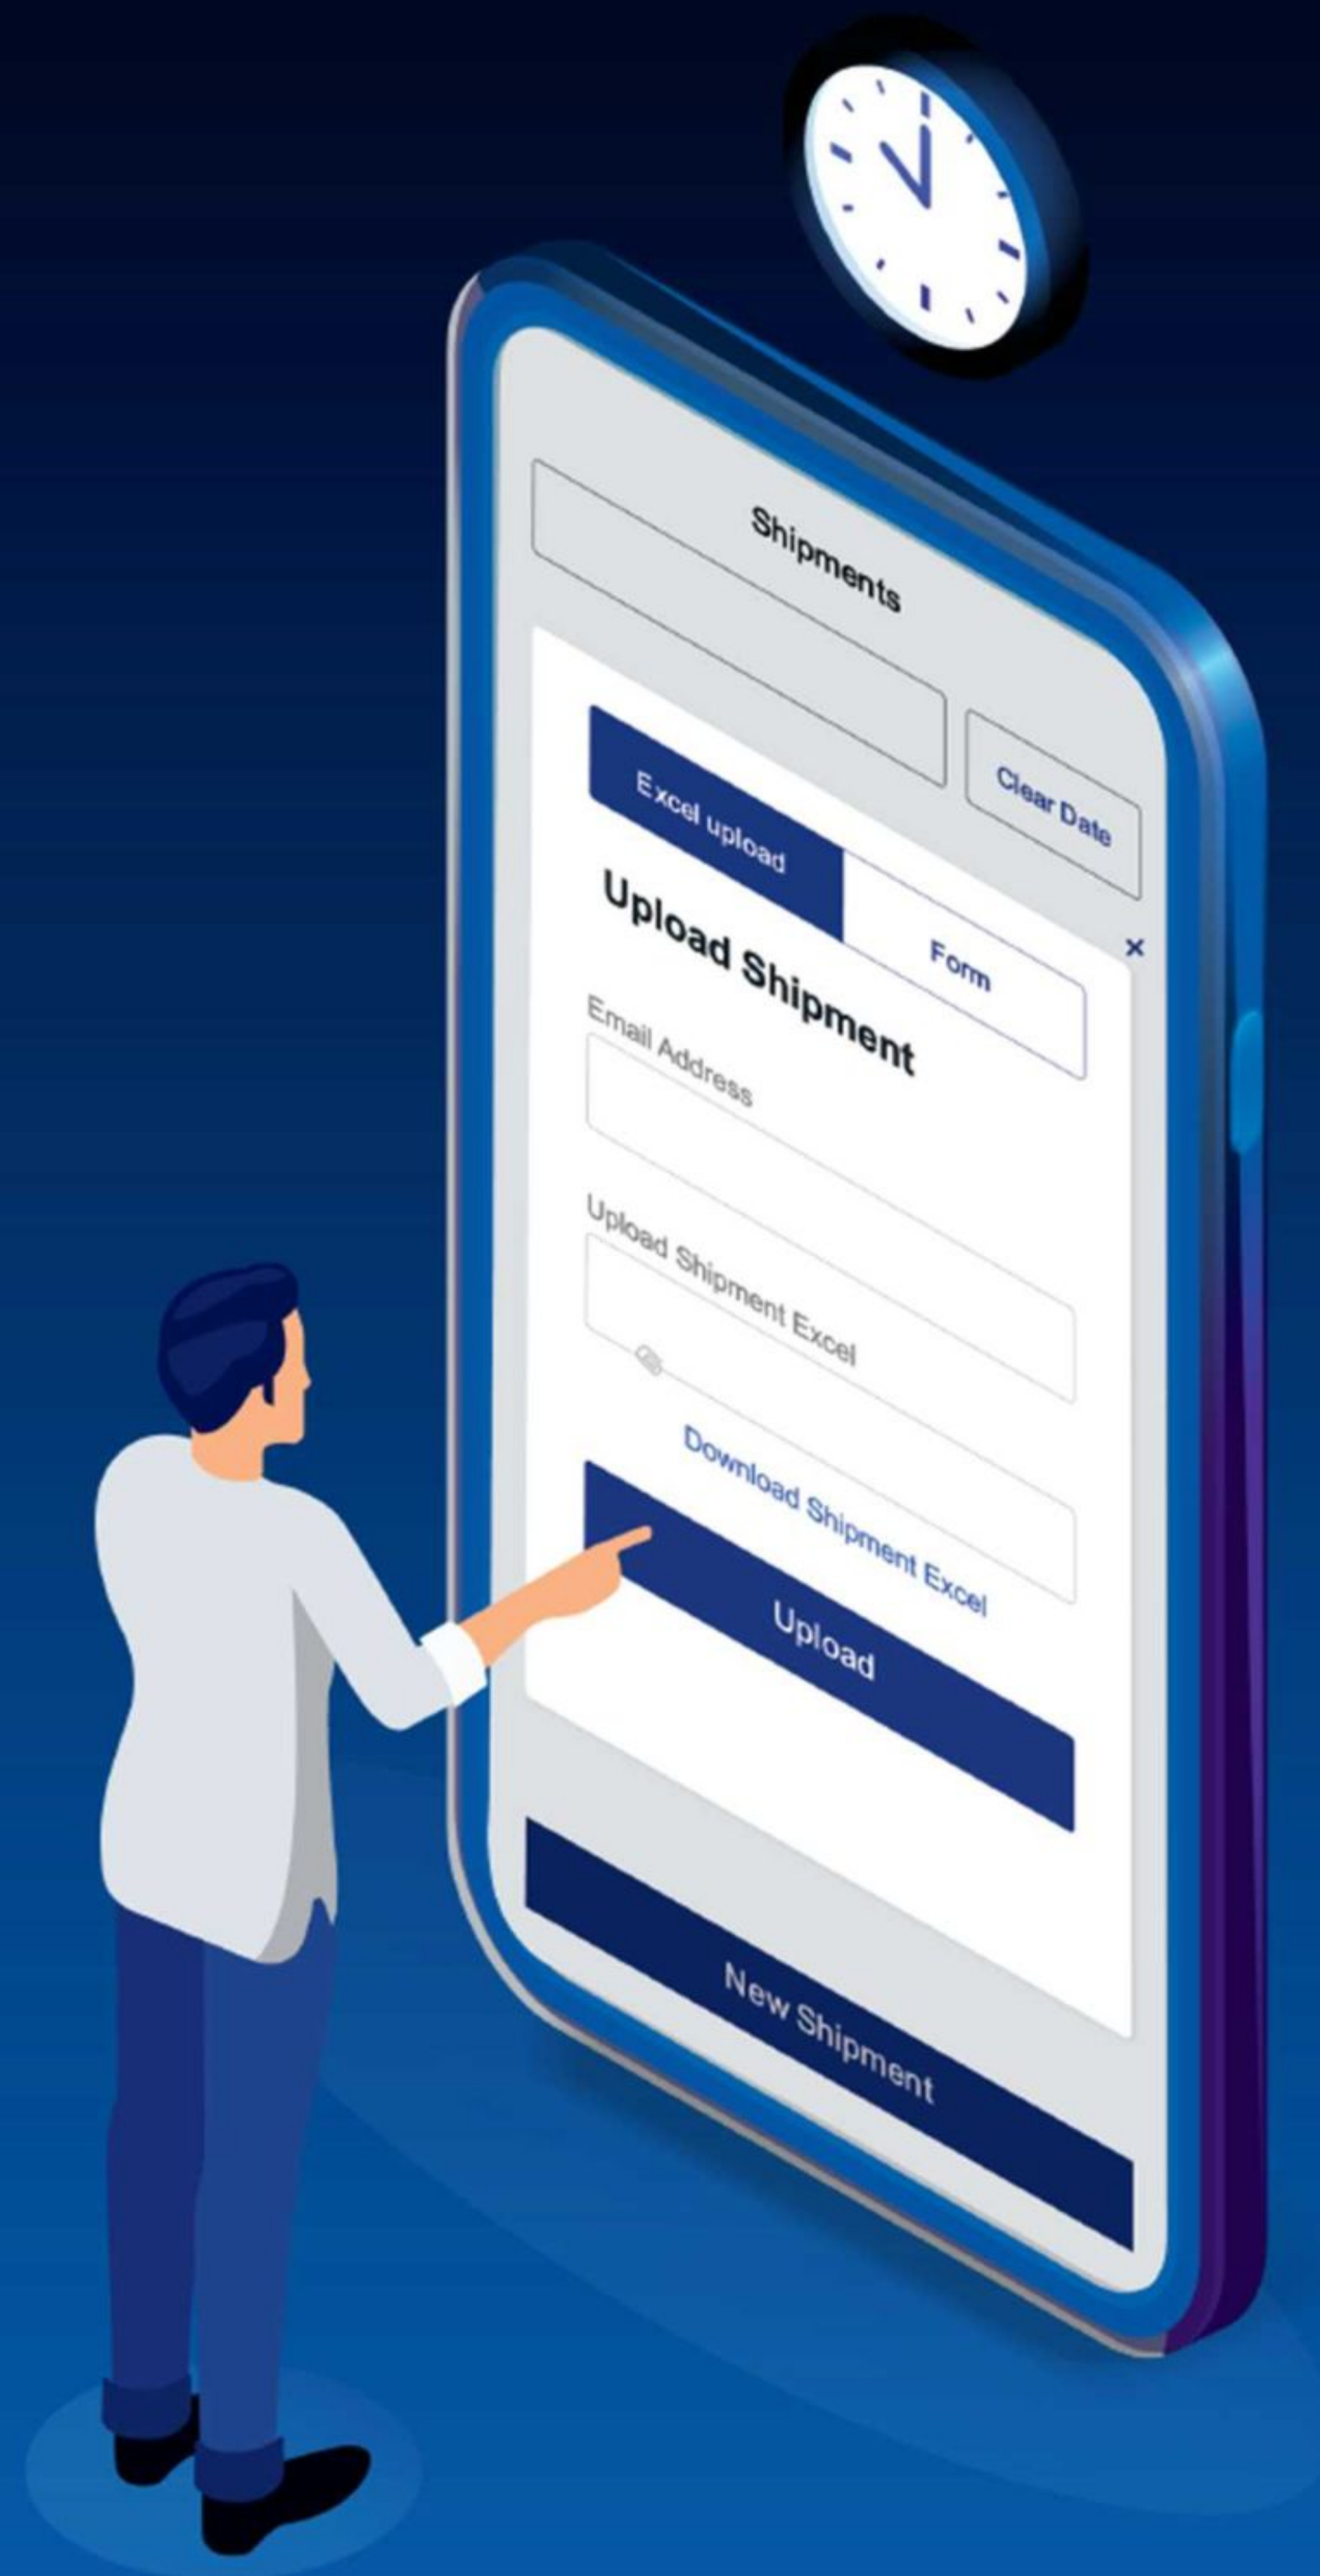 Shipments
Clear Date
Excel upload
Form
Upload Shipment
Email Address
Upload Shipment Excel
Download Shipment Excel
Upload
New Shipment